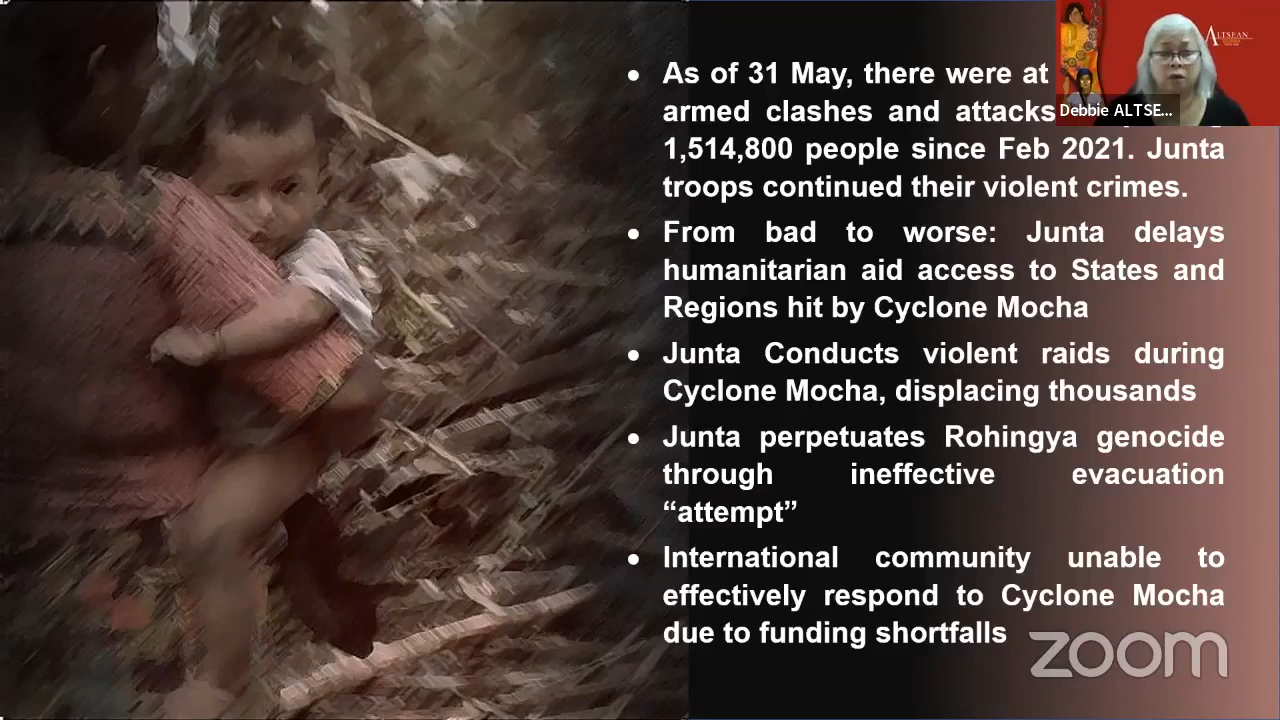 • As of 31 May, there were at
armed clashes and attacks
1,514,800 people since Feb 2021. Junta
troops continued their violent crimes.
• From bad to worse: Junta delays
humanitarian aid access to States and
Regions hit by Cyclone Mocha
• Junta Conducts violent raids during
Cyclone Mocha, displacing thousands
• Junta perpetuates Rohingya genocide
through ineffective evacuation
“attempt”
• International community unable to
effectively respond to Cyclone Mocha
due to funding shortfalls
ALTSEAN
Debbie ALTSE...
zoom